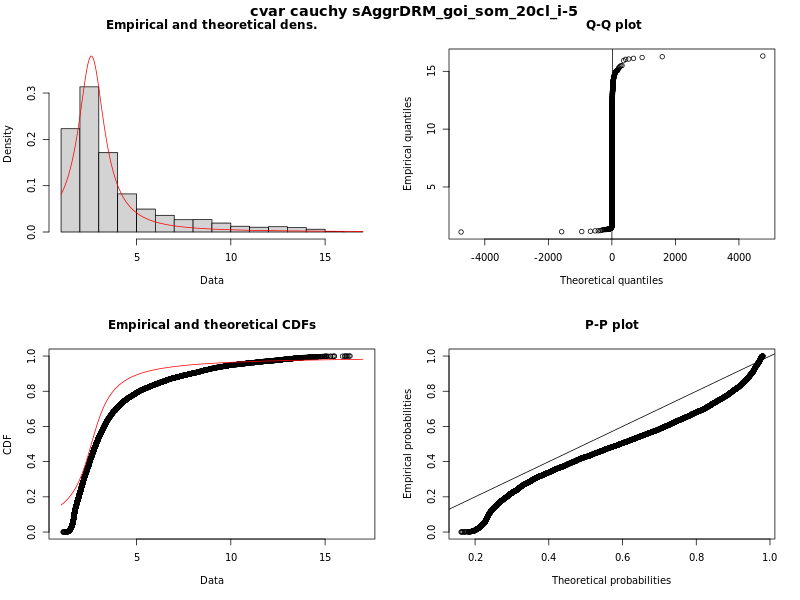 cvar cauchy sAggrDRM_goi_som_20cl_i-5
Empirical and theoretical dens.
Density
0.0 0.1 0.2 0.3
5 10 15
Data
Q-Q plot
Empirical quantiles
5 10 15
-4000 -2000 0 2000 4000
Theoretical quantiles
Empirical and theoretical CDFs
CDF
0.0 0.2 0.4 0.6 0.8 1.0
5 10 15
Data
P-P plot
Empirical probabilities
0.0 0.2 0.4 0.6 0.8 1.0
0.2 0.4 0.6 0.8 1.0
Theoretical probabilities